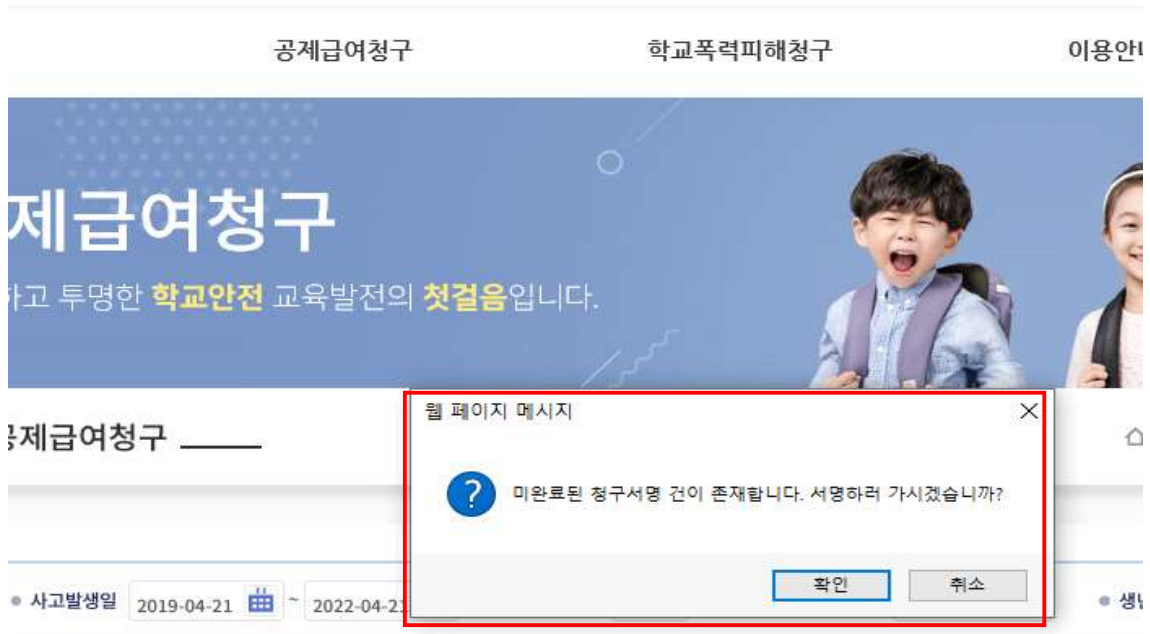 공제급여청구 학교폭력피해청구 이용안
제급여청구
하고 투명한 학교안전 교육발전의 첫걸음입니다.
웹 페이지 메시지
제급여청구
미완료된 청구서명 건이 존재합니다. 서명하러 가시겠습니까?
확인 취소
사고발생일 2019-04-21 ~ 2022-04-21